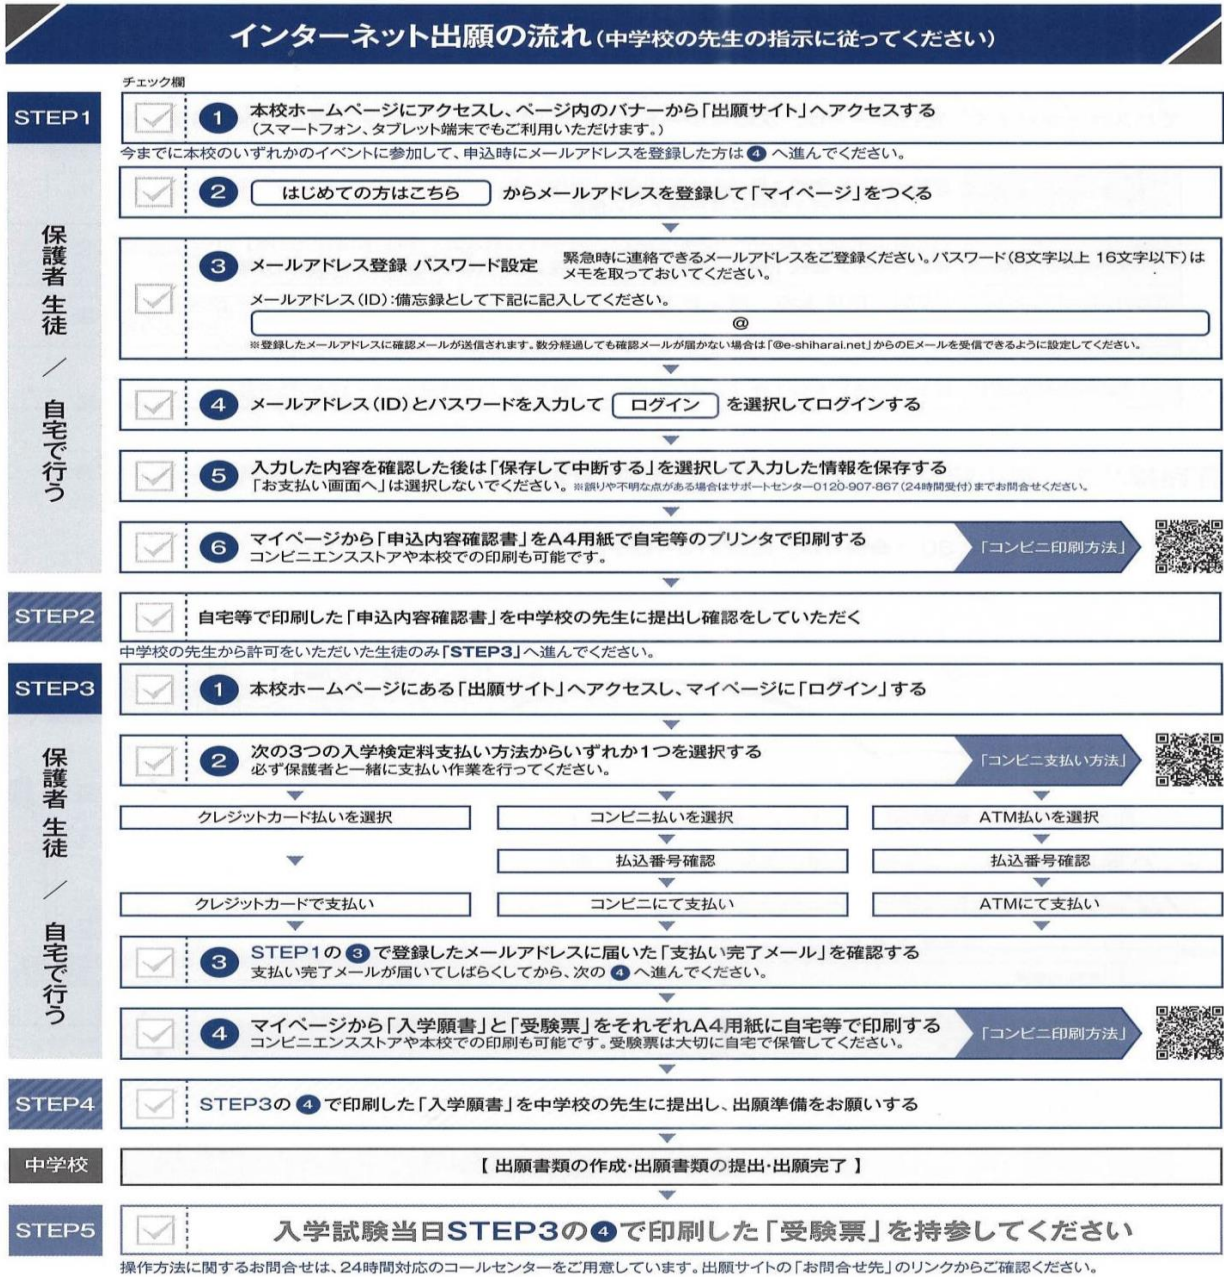 インターネット出願の流れ(中学校の先生の指示に従ってください)
チェック欄
STEP1
保護者 生徒 / 自宅で行う
1 本校ホームページにアクセスし、ページ内のバナーから「出願サイト」へアクセスする
(スマートフォン、タブレット端末でもご利用いただけます。)
今までに本校のいずれかのイベントに参加して、申込時にメールアドレスを登録した方は 4 へ進んでください。
2 はじめての方はこちら からメールアドレスを登録して「マイページ」をつくる
3 メールアドレス登録 パスワード設定
緊急時に連絡できるメールアドレスをご登録ください。パスワード(8文字以上 16文字以下)は
メモを取っておいてください。
メールアドレス(ID):備忘録として下記に記入してください。
@
※登録したメールアドレスに確認メールが送信されます。数分経過しても確認メールが届かない場合は「@e-shiharai.net」からのEメールを受信できるように設定してください。
4 メールアドレス(ID)とパスワードを入力して ログイン を選択してログインする
5 入力した内容を確認した後は「保存して中断する」を選択して入力した情報を保存する
「お支払い画面へ」は選択しないでください。 ※誤りや不明な点がある場合はサポートセンター0120-907-867(24時間受付)までお問合せください。
6 マイページから「申込内容確認書」をA4用紙で自宅等のプリンタで印刷する
コンビニエンスストアや本校での印刷も可能です。
「コンビニ印刷方法」
STEP2
自宅等で印刷した「申込内容確認書」を中学校の先生に提出し確認をしていただく
中学校の先生から許可をいただいた生徒のみ「STEP3」へ進んでください。
STEP3
保護者 生徒 / 自宅で行う
1 本校ホームページにある「出願サイト」へアクセスし、マイページに「ログイン」する
2 次の3つの入学検定料支払い方法からいずれか1つを選択する
必ず保護者と一緒に支払い作業を行ってください。
「コンビニ支払い方法」
クレジットカード払いを選択 コンビニ払いを選択 ATM払いを選択
払込番号確認 払込番号確認
クレジットカードで支払い コンビニにて支払い ATMにて支払い
3 STEP1の 3 で登録したメールアドレスに届いた「支払い完了メール」を確認する
支払い完了メールが届いてしばらくしてから、次の 4 へ進んでください。
4 マイページから「入学願書」と「受験票」をそれぞれA4用紙に自宅等で印刷する
コンビニエンスストアや本校での印刷も可能です。受験票は大切に自宅で保管してください。
「コンビニ印刷方法」
STEP4
STEP3の 4 で印刷した「入学願書」を中学校の先生に提出し、出願準備をお願いする
中学校
【 出願書類の作成・出願書類の提出・出願完了 】
STEP5
入学試験当日STEP3の4で印刷した「受験票」を持参してください
操作方法に関するお問合せは、24時間対応のコールセンターをご用意しています。出願サイトの「お問合せ先」のリンクからご確認ください。